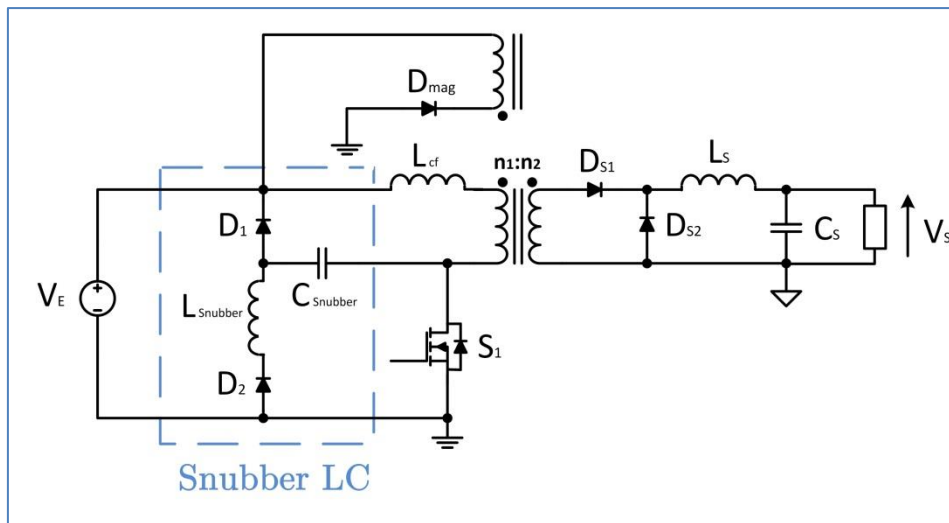 Dmag
Lcf
n1:n2
DS1
LS
D1
DS2
CS
VS
VE
LSnubber
CSnubber
S1
D2
Snubber LC